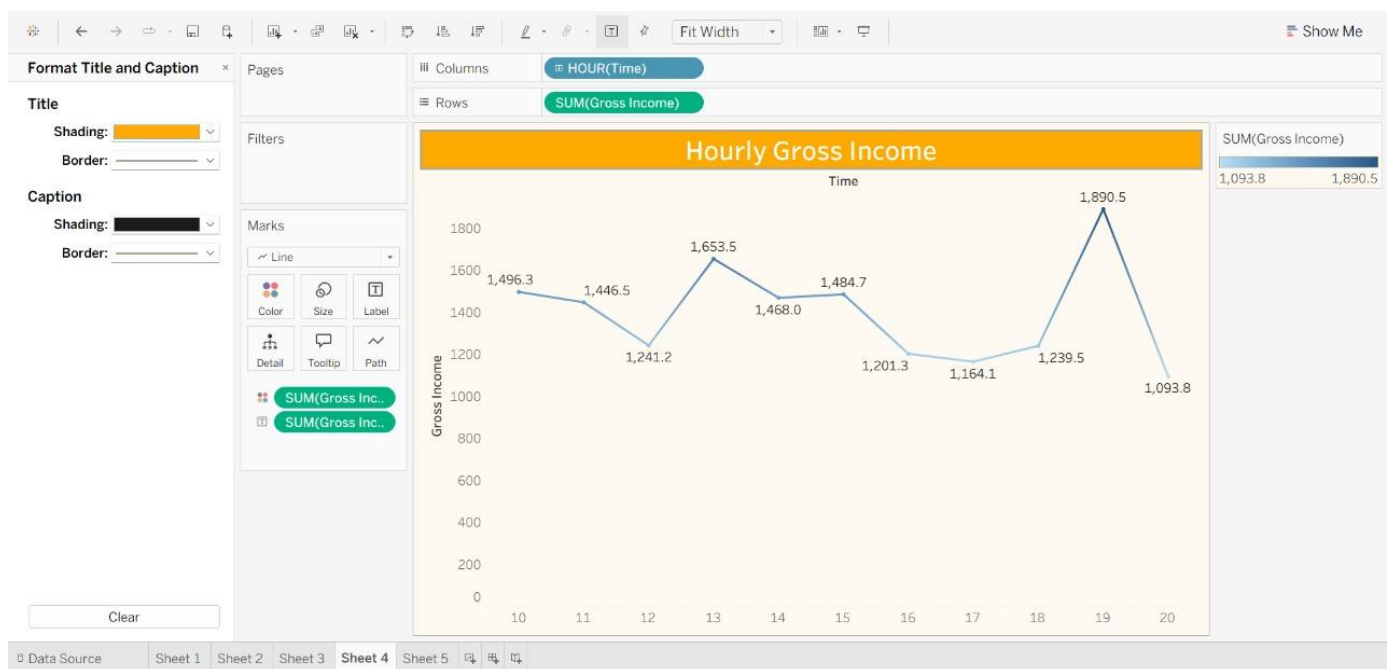 Fit Width
Show Me
Format Title and Caption
Title
Shading:
Border:
Caption
Shading:
Border:
Clear
Pages
Filters
Marks
Line
Color
Size
Label
Detail
Tooltip
Path
SUM(Gross Inc..
SUM(Gross Inc..
Columns
HOUR(Time)
Rows
SUM(Gross Income)
Hourly Gross Income
Time
Gross Income
1800
1600
1400
1200
1000
800
600
400
200
0
1,496.3
1,446.5
1,241.2
1,653.5
1,468.0
1,484.7
1,201.3
1,164.1
1,239.5
1,890.5
1,093.8
10 11 12 13 14 15 16 17 18 19 20
SUM(Gross Income)
1,093.8 1,890.5
Data Source Sheet 1 Sheet 2 Sheet 3 Sheet 4 Sheet 5